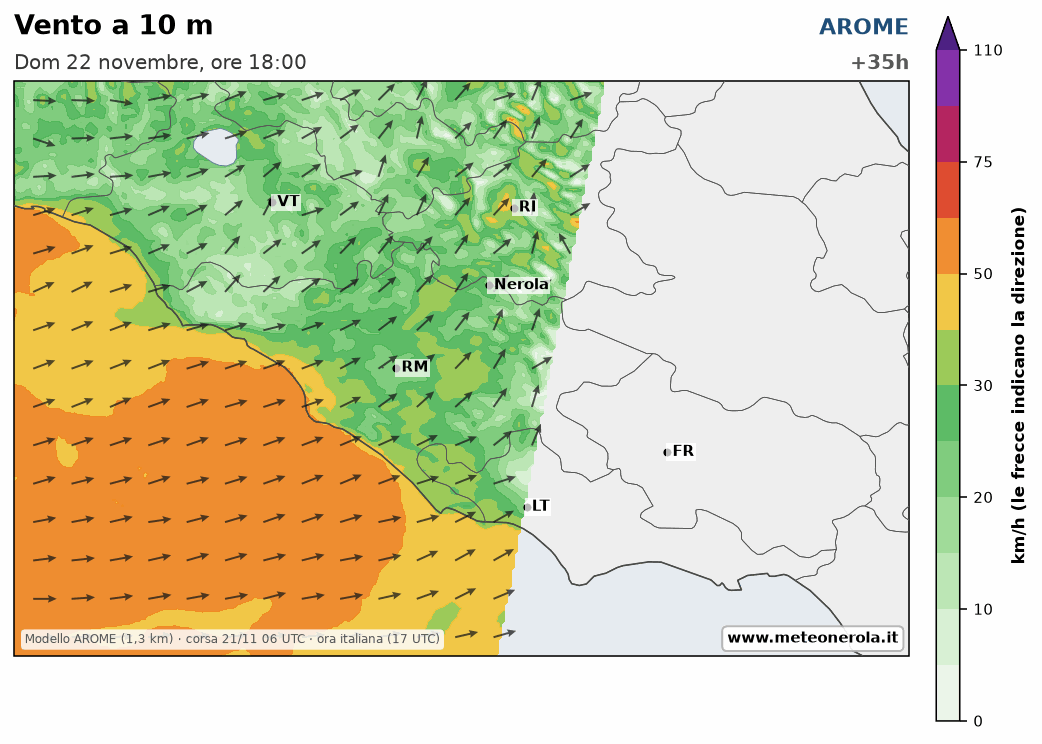 Vento a 10 m
AROME
Dom 22 novembre, ore 18:00
+35h
VT
RI
Nerola
RM
FR
LT
Modello AROME (1,3 km) · corsa 21/11 06 UTC · ora italiana (17 UTC)
www.meteonerola.it
110
75
50
30
20
10
0
km/h (le frecce indicano la direzione)